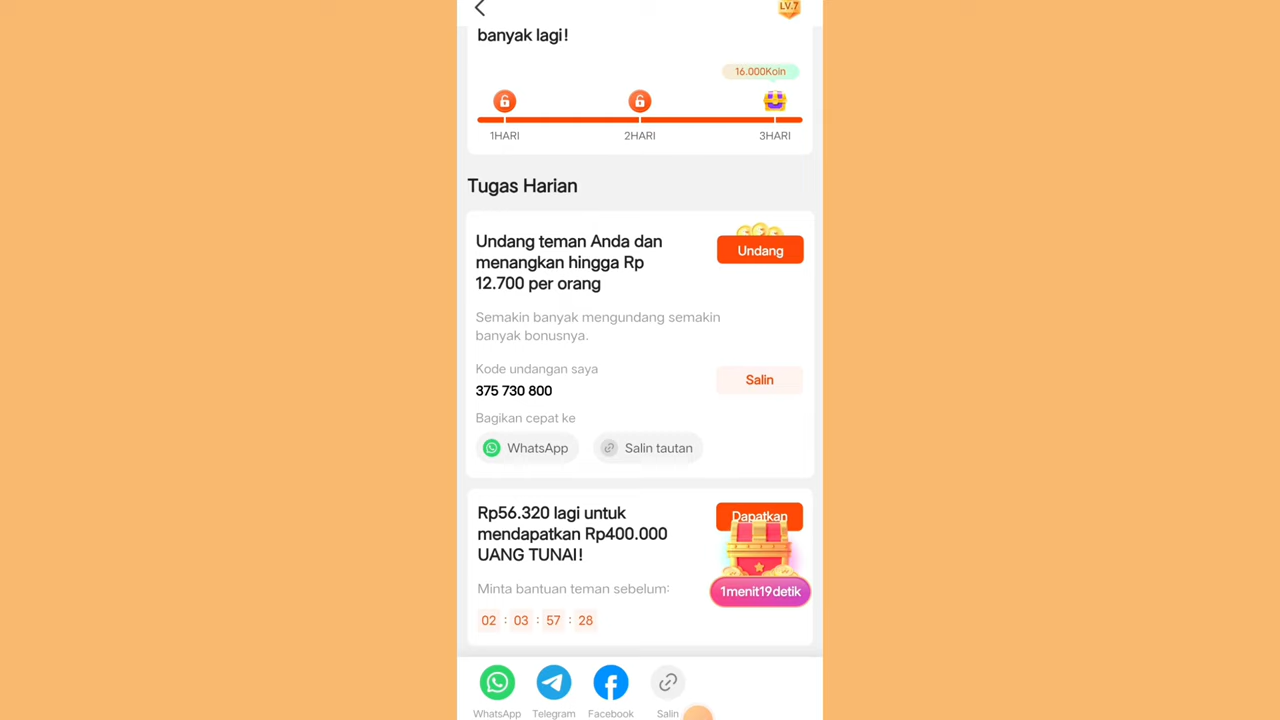 LV.7
banyak lagi!
16.000Koin
1HARI
2HARI
3HARI
Tugas Harian
Undang teman Anda dan
menangkan hingga Rp
12.700 per orang
Undang
Semakin banyak mengundang semakin
banyak bonusnya.
Kode undangan saya
375 730 800
Salin
Bagikan cepat ke
WhatsApp
Salin tautan
Rp56.320 lagi untuk
mendapatkan Rp400.000
UANG TUNAI!
Dapatkan
Minta bantuan teman sebelum:
1menit19detik
02 : 03 : 57 : 28
WhatsApp
Telegram
Facebook
Salin